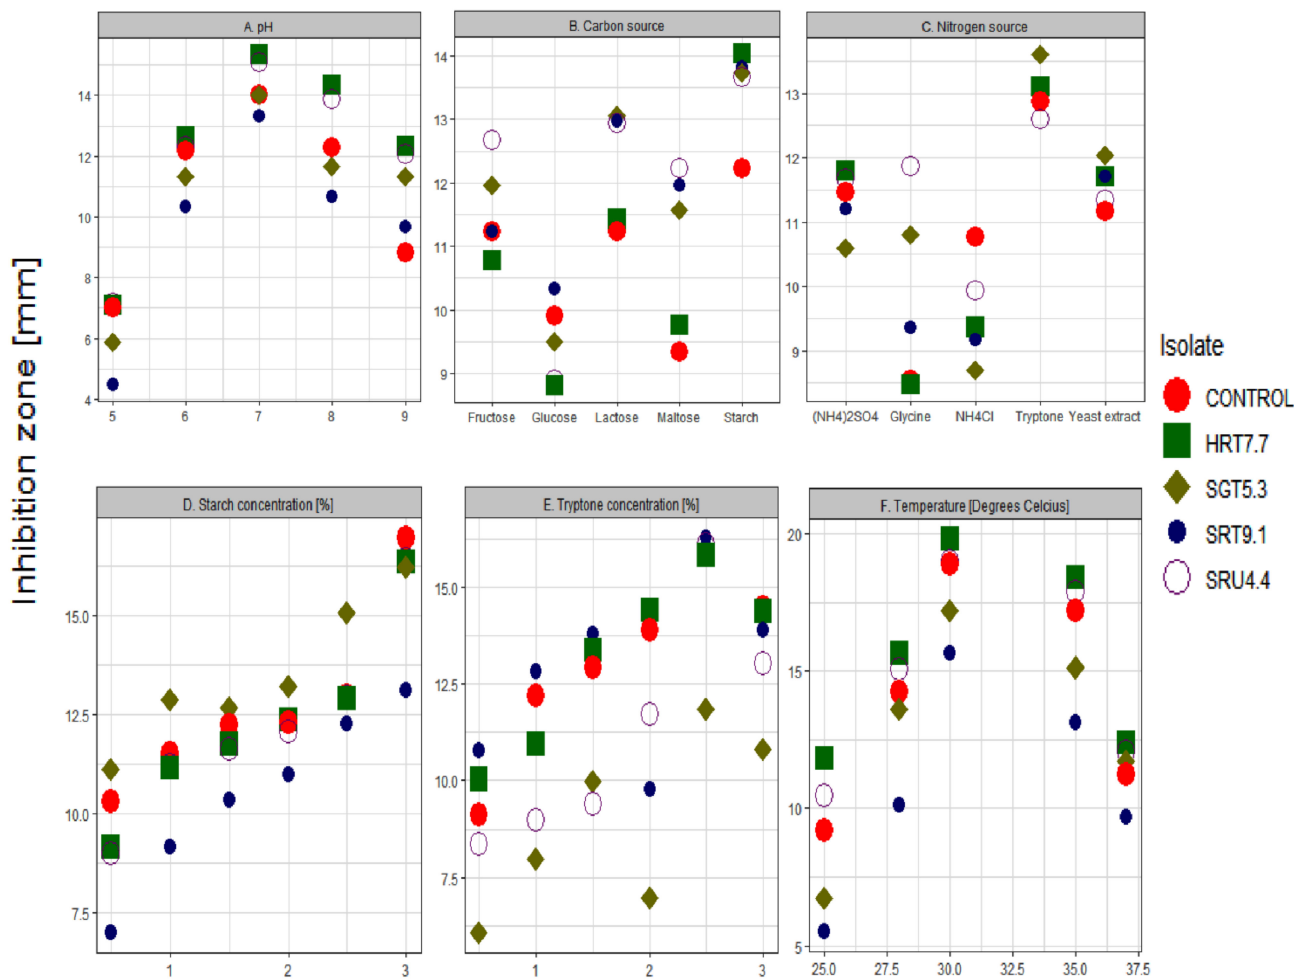 A. pH
B. Carbon source
C. Nitrogen source
14
12
10
8
6
4
5 6 7 8 9
14
13
12
11
10
9
Fructose Glucose Lactose Maltose Starch
13
12
11
10
9
(NH4)2SO4 Glycine NH4Cl Tryptone Yeast extract
Inhibition zone [mm]
D. Starch concentration [%]
E. Tryptone concentration [%]
F. Temperature [Degrees Celcius]
15.0
12.5
10.0
7.5
1 2 3
15.0
12.5
10.0
7.5
1 2 3
20
15
10
5
25.0 27.5 30.0 32.5 35.0 37.5
Isolate
CONTROL
HRT7.7
SGT5.3
SRT9.1
SRU4.4